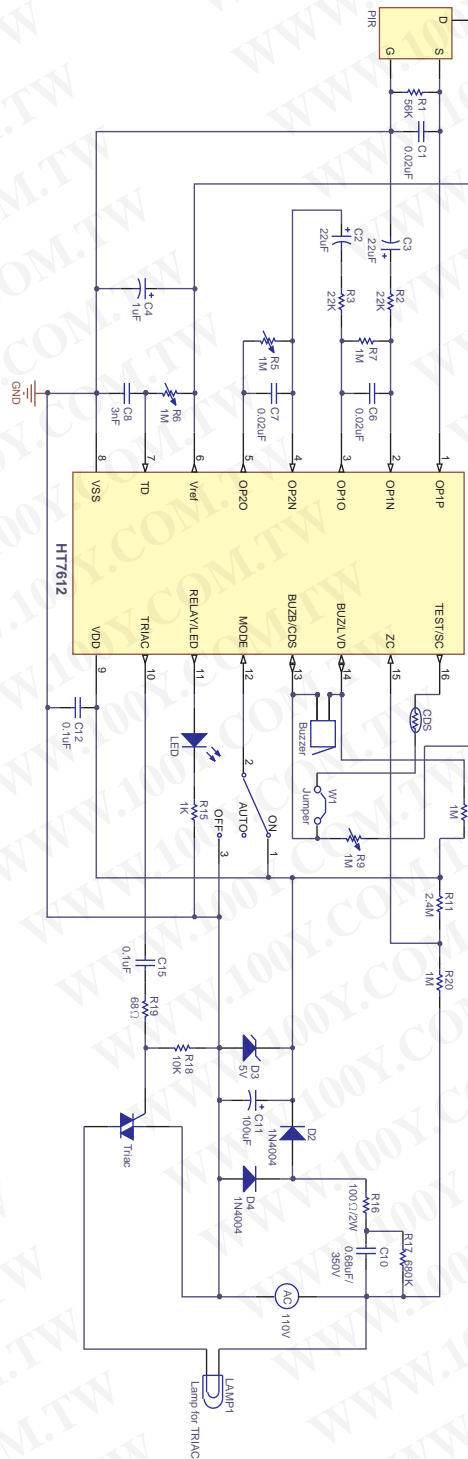 PIR
D
S
G
R1
56K
C1
0.02uF
C2
22uF
C3
22uF
R3
22K
R2
22K
C4
1uF
R5
1M
R7
1M
C7
0.02uF
C6
0.02uF
R6
1M
C8
3nF
GND
8
7
6
5
4
3
2
1
VSS
TD
Vref
OP2O
OP2N
OP1O
OP1N
OP1P
HT7612
VDD
TRIAC
RELAY/LED
MODE
BUZB/CDS
BUZ/LVD
ZC
TEST/SC
9
10
11
12
13
14
15
16
C12
0.1uF
LED
R15
1K
2
ON
AUTO
OFF
1
3
Buzzer
CDS
W1
Jumper
R9
1M
1M
R11
2.4M
R20
1M
C15
0.1uF
R19
68Ω
R18
10K
Triac
D3
5V
C11
100uF
D2
1N4004
D4
1N4004
R16
100Ω/2W
C10
0.68uF/
350V
R17
680K
AC
110V
LAMP1
Lamp for TRIAC
WWW.100Y.COM.TW